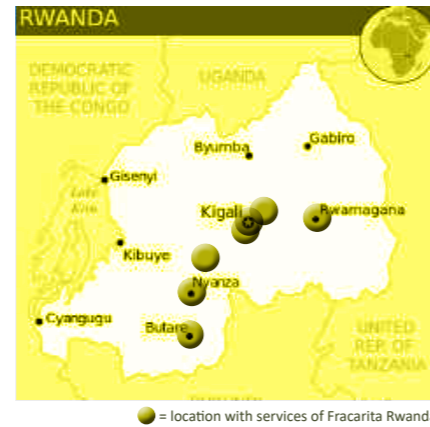 RWANDA
DEMOCRATIC
REPUBLIC OF
THE CONGO
UGANDA
Byumba
Gabiro
Gisenyi
Lake
Kivu
Kigali
Rwamagana
Kibuye
Nyanza
Cyangugu
Butare
UNITED
REP. OF
TANZANIA
BURUNDI
= location with services of Fracarita Rwand